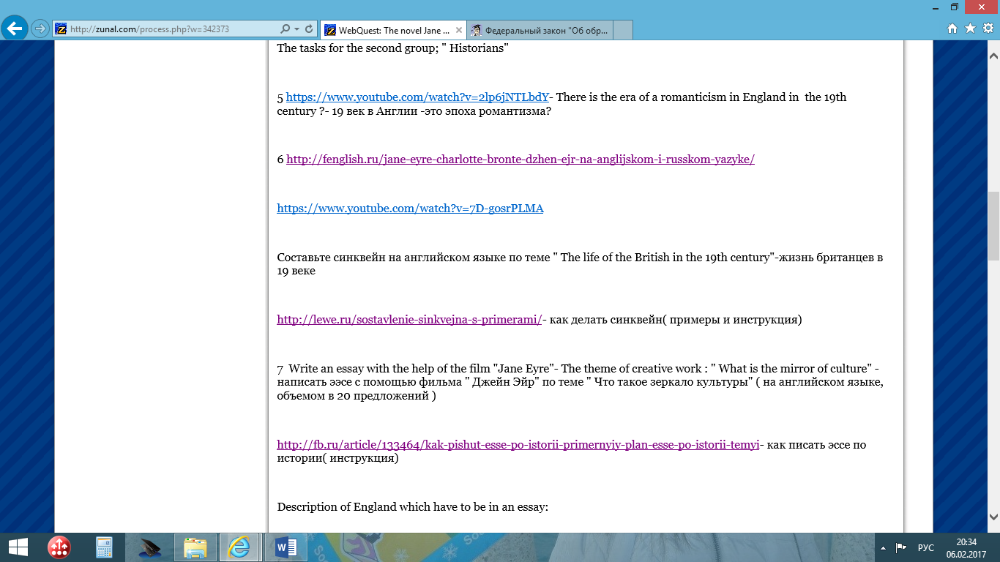 http://zunal.com/process.php?w=342373
WebQuest: The novel Jane ...
Федеральный закон "Об обр...
The tasks for the second group; " Historians"
5 https://www.youtube.com/watch?v=2lp6jNTLbdY- There is the era of a romanticism in England in  the 19th
century ?- 19 век в Англии -это эпоха романтизма?
6 http://fenglish.ru/jane-eyre-charlotte-bronte-dzhen-ejr-na-anglijskom-i-russkom-yazyke/
https://www.youtube.com/watch?v=7D-gosrPLMA
Составьте синквейн на английском языке по теме " The life of the British in the 19th century"-жизнь британцев в
19 веке
http://lewe.ru/sostavlenie-sinkvejna-s-primerami/- как делать синквейн( примеры и инструкция)
7  Write an essay with the help of the film "Jane Eyre"- The theme of creative work : " What is the mirror of culture" -
написать ээсе с помощью фильма " Джейн Эйр" по теме " Что такое зеркало культуры" ( на английском языке,
объемом в 20 предложений )
http://fb.ru/article/133464/kak-pishut-esse-po-istorii-primernyiy-plan-esse-po-istorii-temyi- как писать эссе по
истории( инструкция)
Description of England which have to be in an essay:
РУС
20:34
06.02.2017